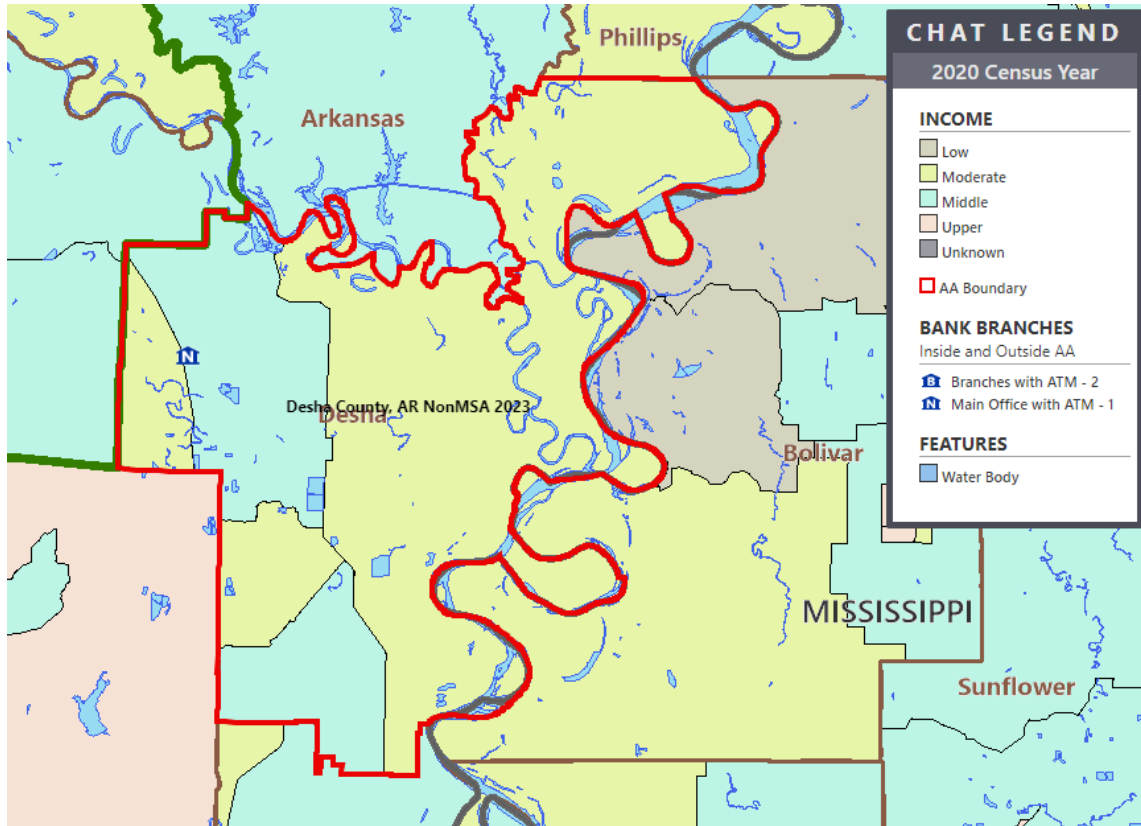 Phillips
Arkansas
Desha County, AR NonMSA 2023
Desha
Bolivar
MISSISSIPPI
Sunflower
N
CHAT LEGEND
2020 Census Year
INCOME
Low
Moderate
Middle
Upper
Unknown
AA Boundary
BANK BRANCHES
Inside and Outside AA
B Branches with ATM - 2
N Main Office with ATM - 1
FEATURES
Water Body